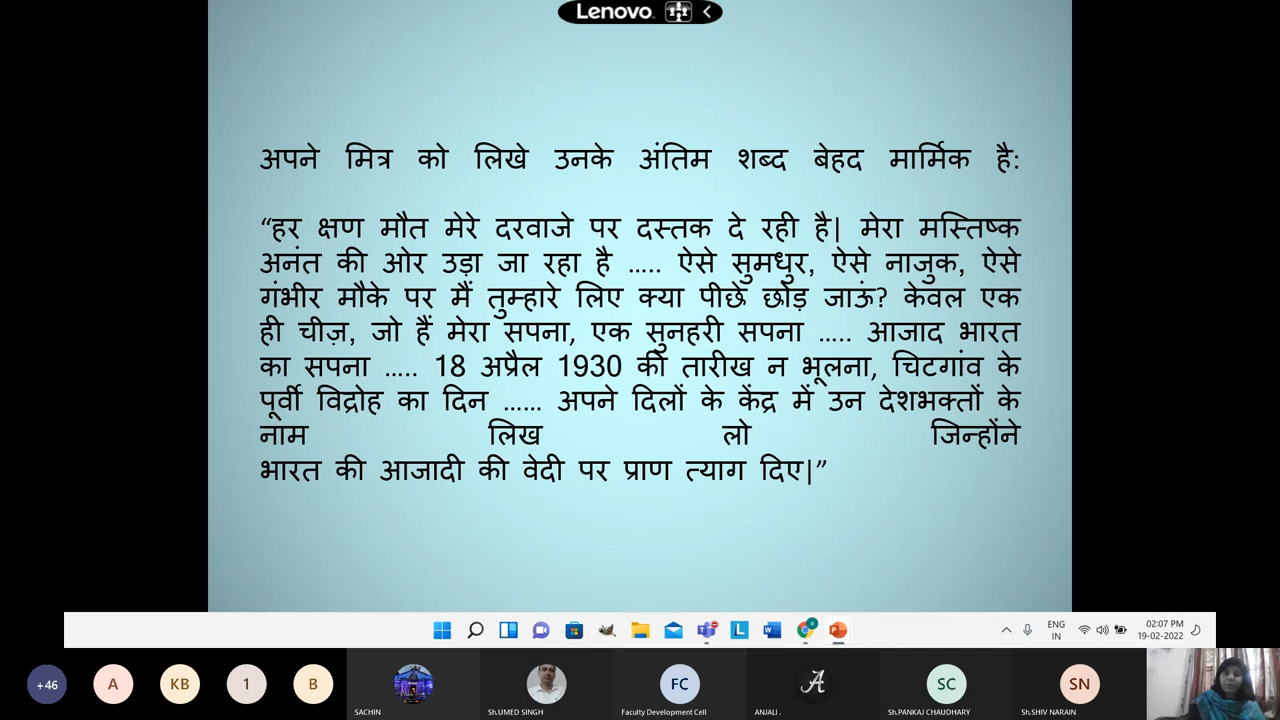 Lenovo
अपने मित्र को लिखे उनके अंतिम शब्द बेहद मार्मिक है:
“हर क्षण मौत मेरे दरवाजे पर दस्तक दे रही है| मेरा मस्तिष्क
अनंत की ओर उड़ा जा रहा है ..... ऐसे सुमधुर, ऐसे नाजुक, ऐसे
गंभीर मौके पर मैं तुम्हारे लिए क्या पीछे छोड़ जाऊं? केवल एक
ही चीज़, जो हैं मेरा सपना, एक सुनहरी सपना ..... आजाद भारत
का सपना ..... 18 अप्रैल 1930 की तारीख न भूलना, चिटगांव के
पूर्वी विद्रोह का दिन ...... अपने दिलों के केंद्र में उन देशभक्तों के
नाम लिख लो जिन्होंने
भारत की आजादी की वेदी पर प्राण त्याग दिए|”
ENG
IN
02:07 PM
19-02-2022
+46
A
KB
1
B
FC
A
SC
SN
SACHIN
Sh.UMED SINGH
Faculty Development Cell
ANJALI .
Sh.PANKAJ CHAUDHARY
Sh.SHIV NARAIN